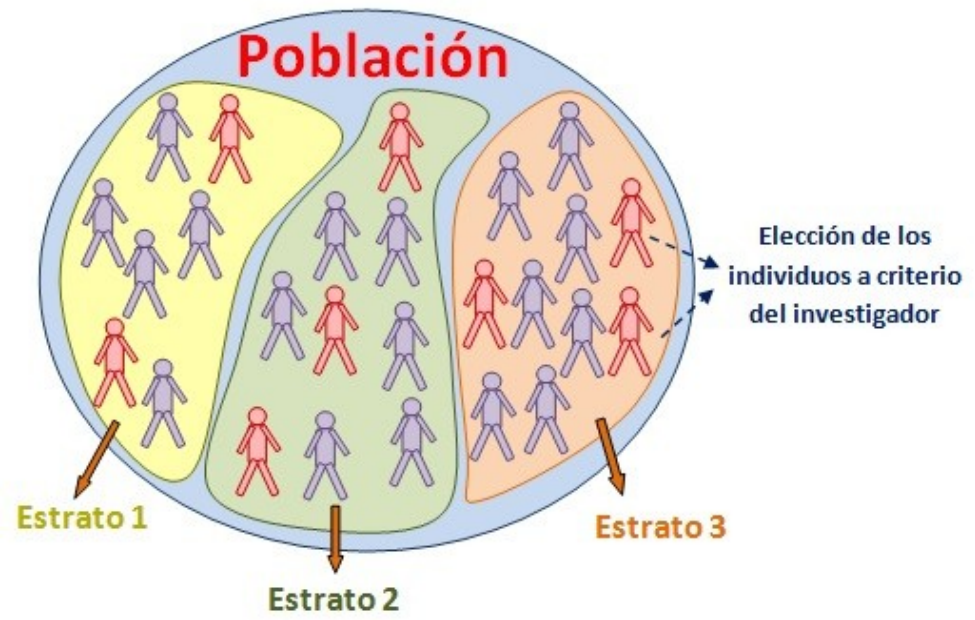 Población
Elección de los
individuos a criterio
del investigador
Estrato 1
Estrato 3
Estrato 2